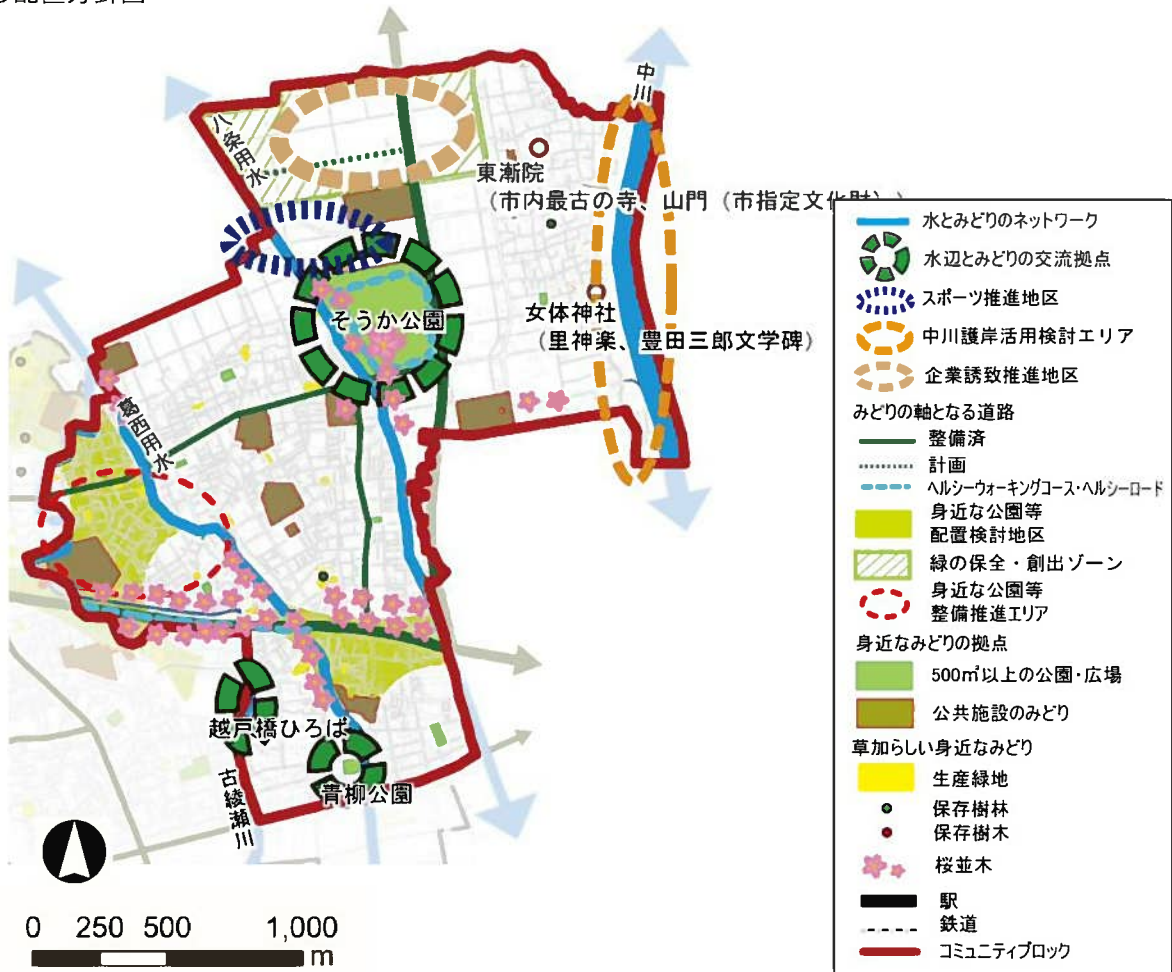 中川
八条用水
東漸院
（市内最古の寺、山門（市指定文化財））
そうか公園
女体神社
（里神楽、豊田三郎文学碑）
葛西用水
越戸橋ひろば
青柳公園
古綾瀬川
0 250 500 1,000
m
水とみどりのネットワーク
水辺とみどりの交流拠点
スポーツ推進地区
中川護岸活用検討エリア
企業誘致推進地区
みどりの軸となる道路
整備済
計画
ヘルシーウォーキングコース・ヘルシーロード
身近な公園等
配置検討地区
緑の保全・創出ゾーン
身近な公園等
整備推進エリア
身近なみどりの拠点
500㎡以上の公園・広場
公共施設のみどり
草加らしい身近なみどり
生産緑地
保存樹林
保存樹木
桜並木
駅
鉄道
コミュニティブロック